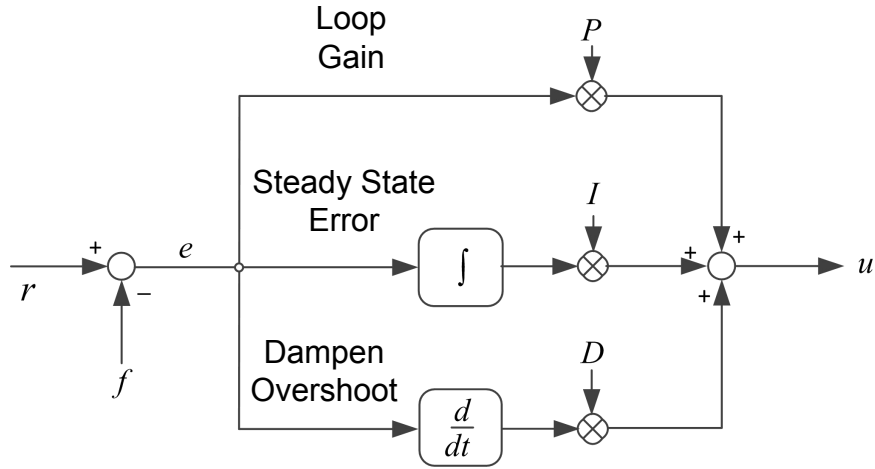 Loop
Gain
P
Steady State
Error
I
+
e
+
+
∫
u
r
−
+
f
Dampen
Overshoot
D
d
dt